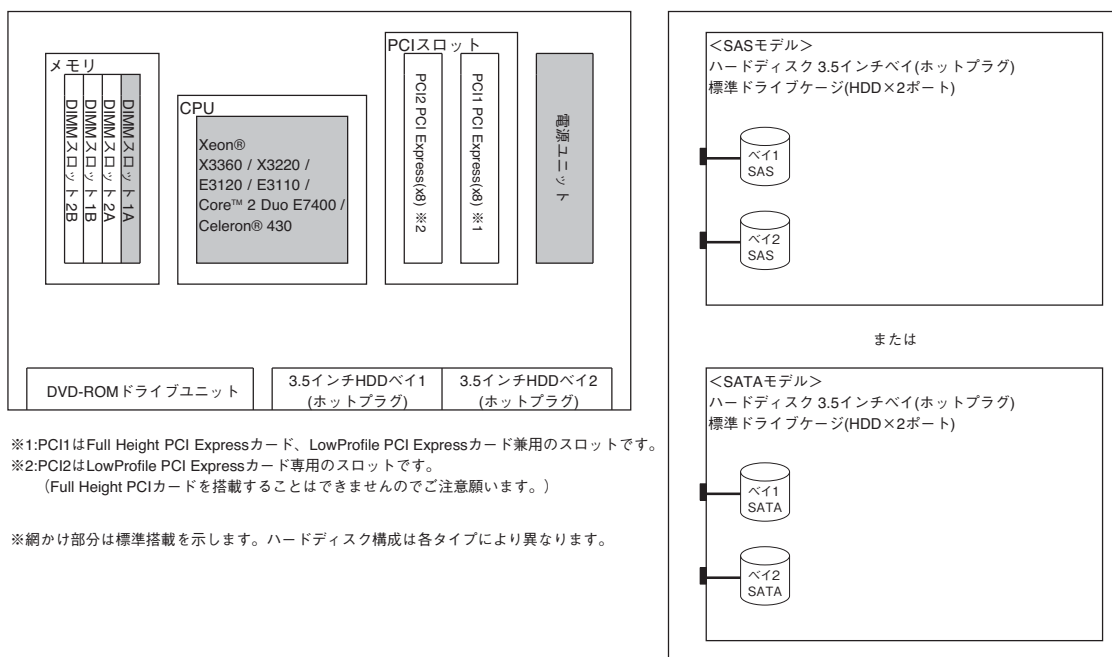 メモリ
DIMMスロット2B
DIMMスロット1B
DIMMスロット2A
DIMMスロット1A
CPU
Xeon®
X3360 / X3220 /
E3120 / E3110 /
Core™ 2 Duo E7400 /
Celeron® 430
PCIスロット
PCI2 PCI Express(x8) ※2
PCI1 PCI Express(x8) ※1
電源ユニット
DVD-ROMドライブユニット
3.5インチHDDベイ1
(ホットプラグ)
3.5インチHDDベイ2
(ホットプラグ)
※1:PCI1はFull Height PCI Expressカード、LowProfile PCI Expressカード兼用のスロットです。
※2:PCI2はLowProfile PCI Expressカード専用のスロットです。
(Full Height PCIカードを搭載することはできませんのでご注意願います。)
※網かけ部分は標準搭載を示します。ハードディスク構成は各タイプにより異なります。
＜SASモデル＞
ハードディスク 3.5インチベイ(ホットプラグ)
標準ドライブケージ(HDD×2ポート)
ベイ1
SAS
ベイ2
SAS
または
＜SATAモデル＞
ハードディスク 3.5インチベイ(ホットプラグ)
標準ドライブケージ(HDD×2ポート)
ベイ1
SATA
ベイ2
SATA